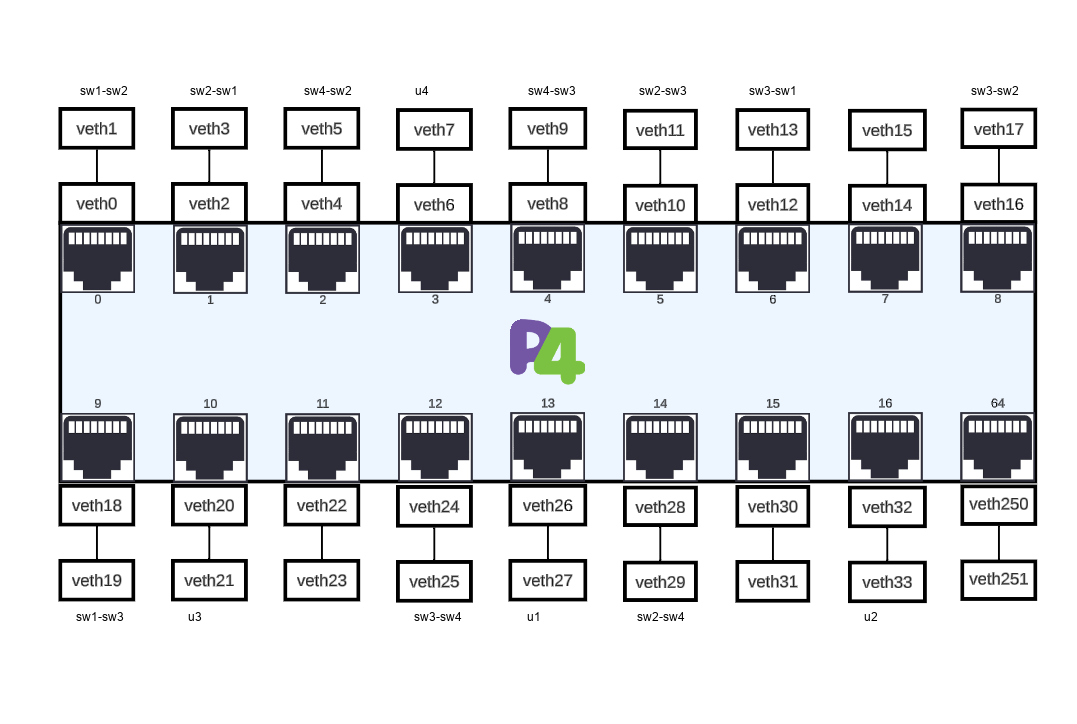 sw1-sw2 sw2-sw1 sw4-sw2 u4 sw4-sw3 sw2-sw3 sw3-sw1 sw3-sw2
veth1 veth3 veth5 veth7 veth9 veth11 veth13 veth15 veth17
veth0 veth2 veth4 veth6 veth8 veth10 veth12 veth14 veth16
0 1 2 3 4 5 6 7 8
P4
9 10 11 12 13 14 15 16 64
veth18 veth20 veth22 veth24 veth26 veth28 veth30 veth32 veth250
veth19 veth21 veth23 veth25 veth27 veth29 veth31 veth33 veth251
sw1-sw3 u3 sw3-sw4 u1 sw2-sw4 u2